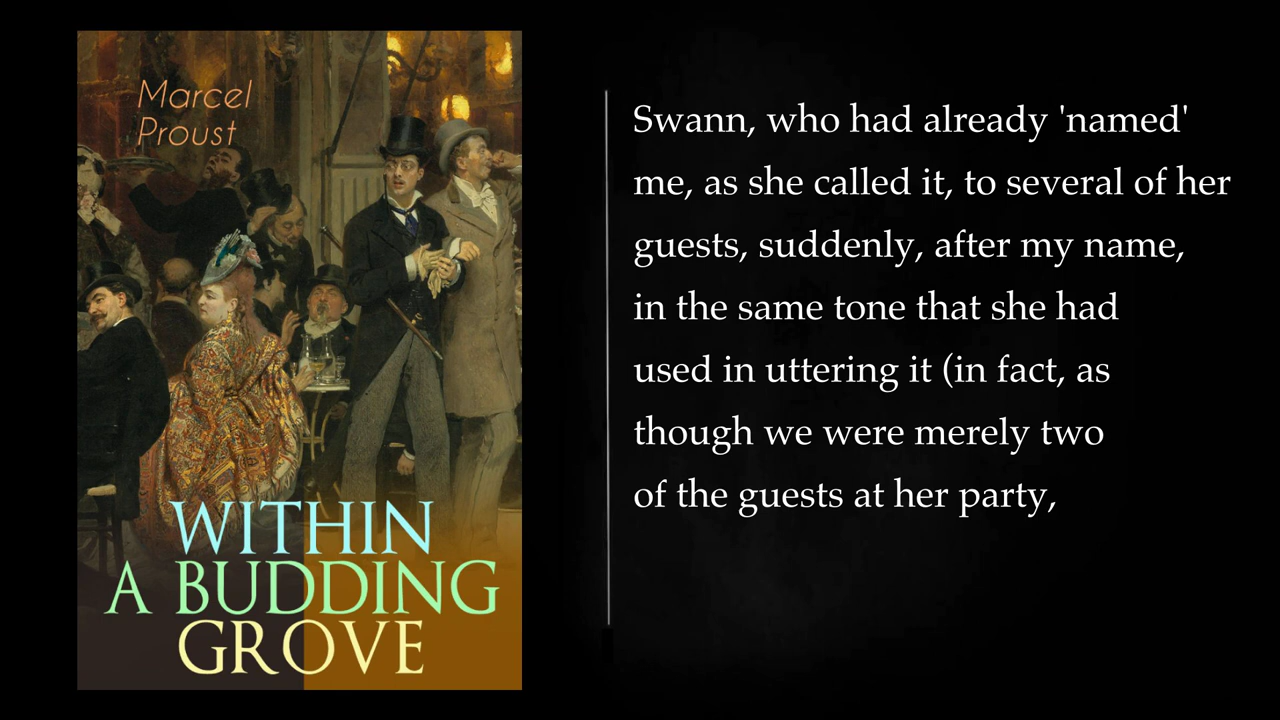 Marcel
Proust
WITHIN
A BUDDING
GROVE
Swann, who had already 'named'
me, as she called it, to several of her
guests, suddenly, after my name,
in the same tone that she had
used in uttering it (in fact, as
though we were merely two
of the guests at her party,